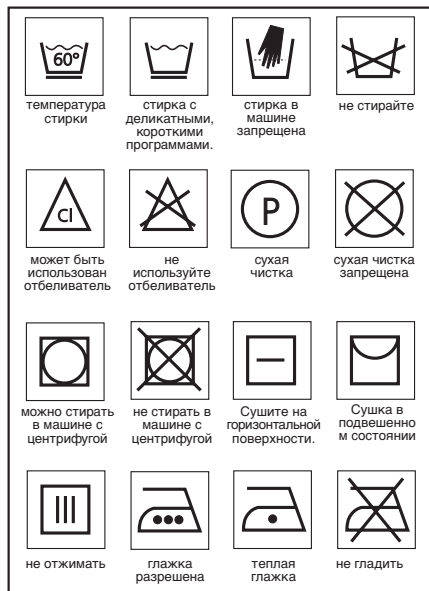 60°
температура
стирки
стирка с
деликатными,
короткими
программами.
стирка в
машине
запрещена
не стирайте
Cl
может быть
использован
отбеливатель
не
используйте
отбеливатель
P
сухая
чистка
сухая чистка
запрещена
можно стирать
в машине с
центрифугой
не стирать в
машине с
центрифугой
Сушите на
горизонтальной
поверхности.
Сушка в
подвешенно
м состоянии
не отжимать
глажка
разрешена
теплая
глажка
не гладить